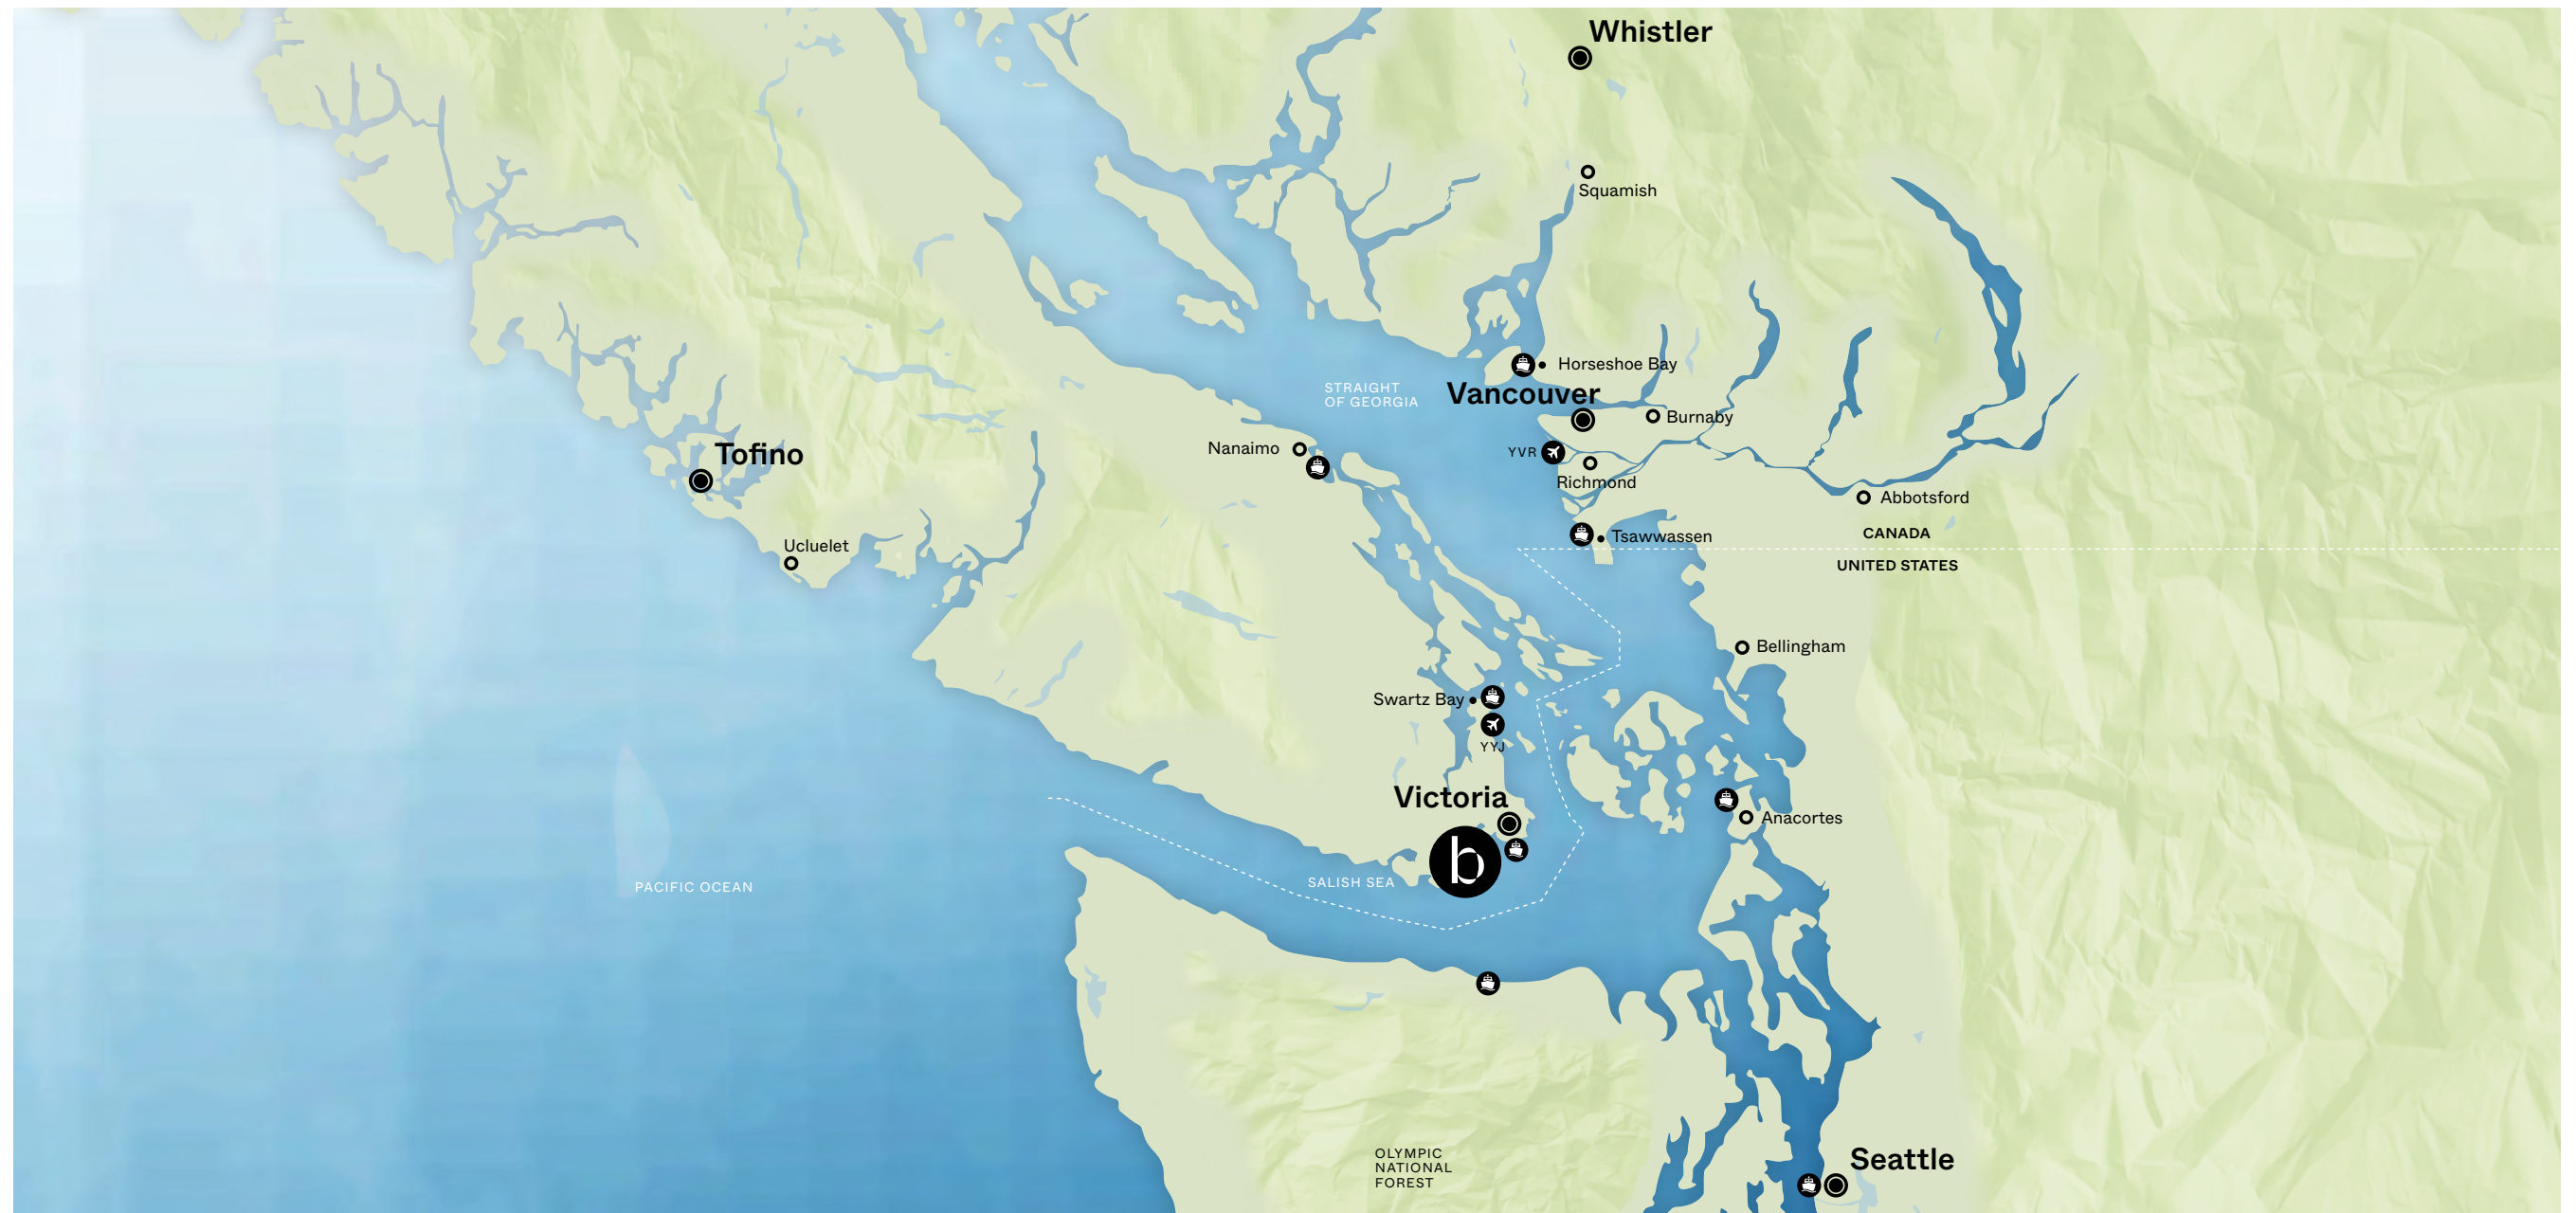 Whistler
Squamish
Horseshoe Bay
STRAIGHT
OF GEORGIA
Vancouver
Burnaby
Nanaimo
YVR
Tofino
Richmond
Abbotsford
CANADA
Tsawwassen
Ucluelet
UNITED STATES
Bellingham
Swartz Bay
YYJ
Victoria
Anacortes
b
SALISH SEA
PACIFIC OCEAN
OLYMPIC
NATIONAL
FOREST
Seattle